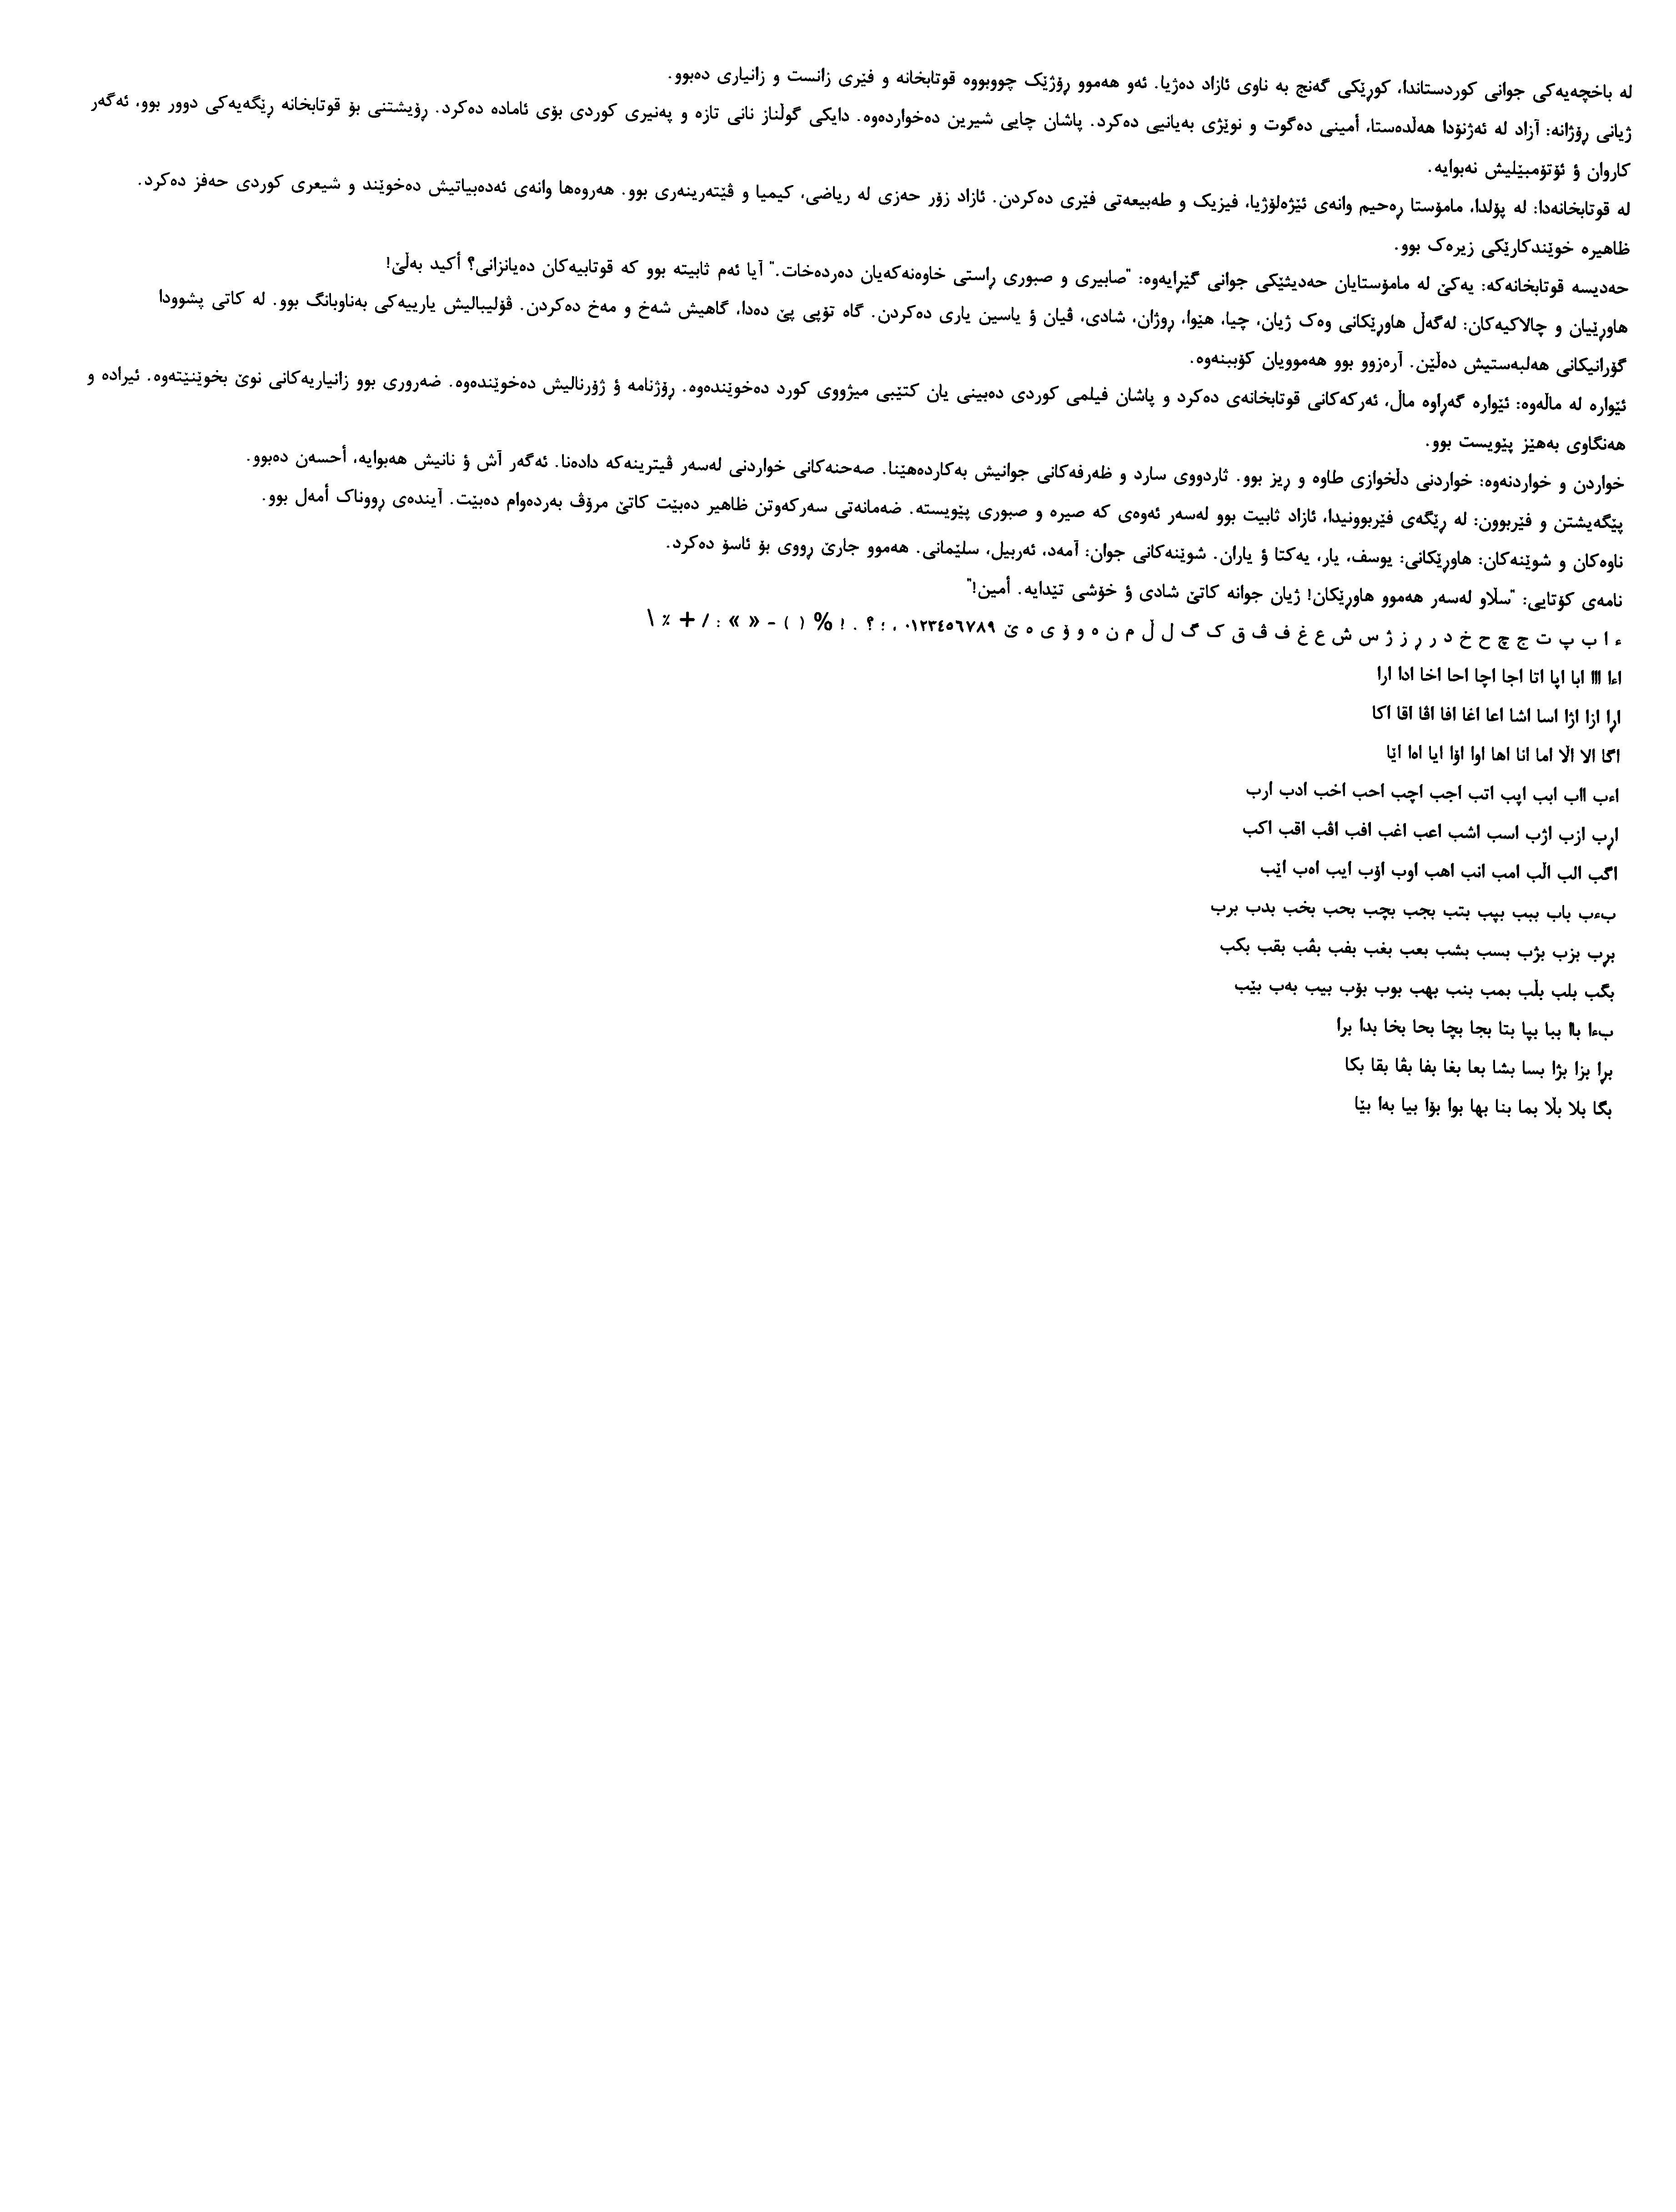 لە باخچەیەکی جوانی کوردستاندا، کوڕێکی گەنج بە ناوی ئازاد دەژیا. ئەو هەموو ڕۆژێک چووبووە قوتابخانە و فێری زانست و زانیاری دەبوو.
ژیانی ڕۆژانە: آزاد لە ئەژنۆدا هەڵدەستا، أمینی دەگوت و نوێژی بەیانیی دەکرد. پاشان چایی شیرین دەخواردەوە. دایکی گوڵناز نانی تازە و پەنیری کوردی بۆی ئامادە دەکرد. ڕۆیشتنی بۆ قوتابخانە ڕێگەیەکی دوور بوو، ئەگەر
کاروان ؤ ئۆتۆمبێلیش نەبوایە.
لە قوتابخانەدا: لە پۆلدا، مامۆستا ڕەحیم وانەی ئێژەلۆژیا، فیزیک و طەبیعەتی فێری دەکردن. ئازاد زۆر حەزی لە ریاضی، کیمیا و ڤێتەرینەری بوو. هەروەها وانەی ئەدەبیاتیش دەخوێند و شیعری کوردی حەفز دەکرد.
ظاهیرە خوێندکارێکی زیرەک بوو.
حەدیسە قوتابخانەکە: یەکێ لە مامۆستایان حەدیثێکی جوانی گێڕایەوە: "صابیری و صبوری ڕاستی خاوەنەکەیان دەردەخات." آیا ئەم ثابیتە بوو کە قوتابیەکان دەیانزانی؟ أکید بەڵێ!
هاوڕێیان و چالاکیەکان: لەگەڵ هاوڕێکانی وەک ژیان، چیا، هێوا، ڕوژان، شادی، ڤیان ؤ یاسین یاری دەکردن. گاە تۆپی پێ دەدا، گاهیش شەخ و مەخ دەکردن. ڤۆلیبالیش یارییەکی بەناوبانگ بوو. لە کاتی پشوودا
گۆرانیکانی هەلبەستیش دەڵێن. آرەزوو بوو هەموویان کۆببنەوە.
ئێوارە لە ماڵەوە: ئێوارە گەڕاوە ماڵ، ئەرکەکانی قوتابخانەی دەکرد و پاشان فیلمی کوردی دەبینی یان کتێبی میژووی کورد دەخوێندەوە. ڕۆژنامە ؤ ژۆرنالیش دەخوێندەوە. ضەروری بوو زانیاریەکانی نوێ بخوێنێتەوە. ئیرادە و
هەنگاوی بەهێز پێویست بوو.
خواردن و خواردنەوە: خواردنی دڵخوازی طاوە و ڕیز بوو. ئاردووی سارد و ظەرفەکانی جوانیش بەکاردەهێنا. صەحنەکانی خواردنی لەسەر ڤیترینەکە دادەنا. ئەگەر آش ؤ نانیش هەبوایە، أحسەن دەبوو.
پێگەیشتن و فێربوون: لە ڕێگەی فێربوونیدا، ئازاد ثابیت بوو لەسەر ئەوەی کە صیرە و صبوری پێویستە. ضەمانەتی سەرکەوتن ظاهیر دەبێت کاتێ مرۆڤ بەردەوام دەبێت. آیندەی ڕووناک أمەل بوو.
ناوەکان و شوێنەکان: هاوڕێکانی: یوسف، یار، یەکتا ؤ یاران. شوێنەکانی جوان: آمەد، ئەربیل، سلێمانی. هەموو جارێ ڕووی بۆ ئاسۆ دەکرد.
نامەی کۆتایی: "سڵاو لەسەر هەموو هاوڕێکان! ژیان جوانە کاتێ شادی ؤ خۆشی تێدایە. أمین!"
ء ا ب پ ت ج چ ح خ د ر ڕ ز ژ س ش ع غ ف ڤ ق ک گ ل ڵ م ن ە و ۆ ی ە ێ ٠١٢٣٤٥٦٧٨٩ ، ؛ ؟ . ! % ( ) - « » : / + ٪ \
اءا ااا ابا اپا اتا اجا اچا احا اخا ادا ارا
اڕا ازا اژا اسا اشا اعا اغا افا اڤا اقا اکا
اگا الا اڵا اما انا اها اوا اۆا ایا اەا اێا
اءب ااب ابب اپب اتب اجب اچب احب اخب ادب ارب
اڕب ازب اژب اسب اشب اعب اغب افب اڤب اقب اکب
اگب الب اڵب امب انب اهب اوب اۆب ایب اەب اێب
بءب باب ببب بپب بتب بجب بچب بحب بخب بدب برب
بڕب بزب بژب بسب بشب بعب بغب بفب بڤب بقب بکب
بگب بلب بڵب بمب بنب بهب بوب بۆب بیب بەب بێب
بءا باا ببا بپا بتا بجا بچا بحا بخا بدا برا
بڕا بزا بژا بسا بشا بعا بغا بفا بڤا بقا بکا
بگا بلا بڵا بما بنا بها بوا بۆا بیا بەا بێا